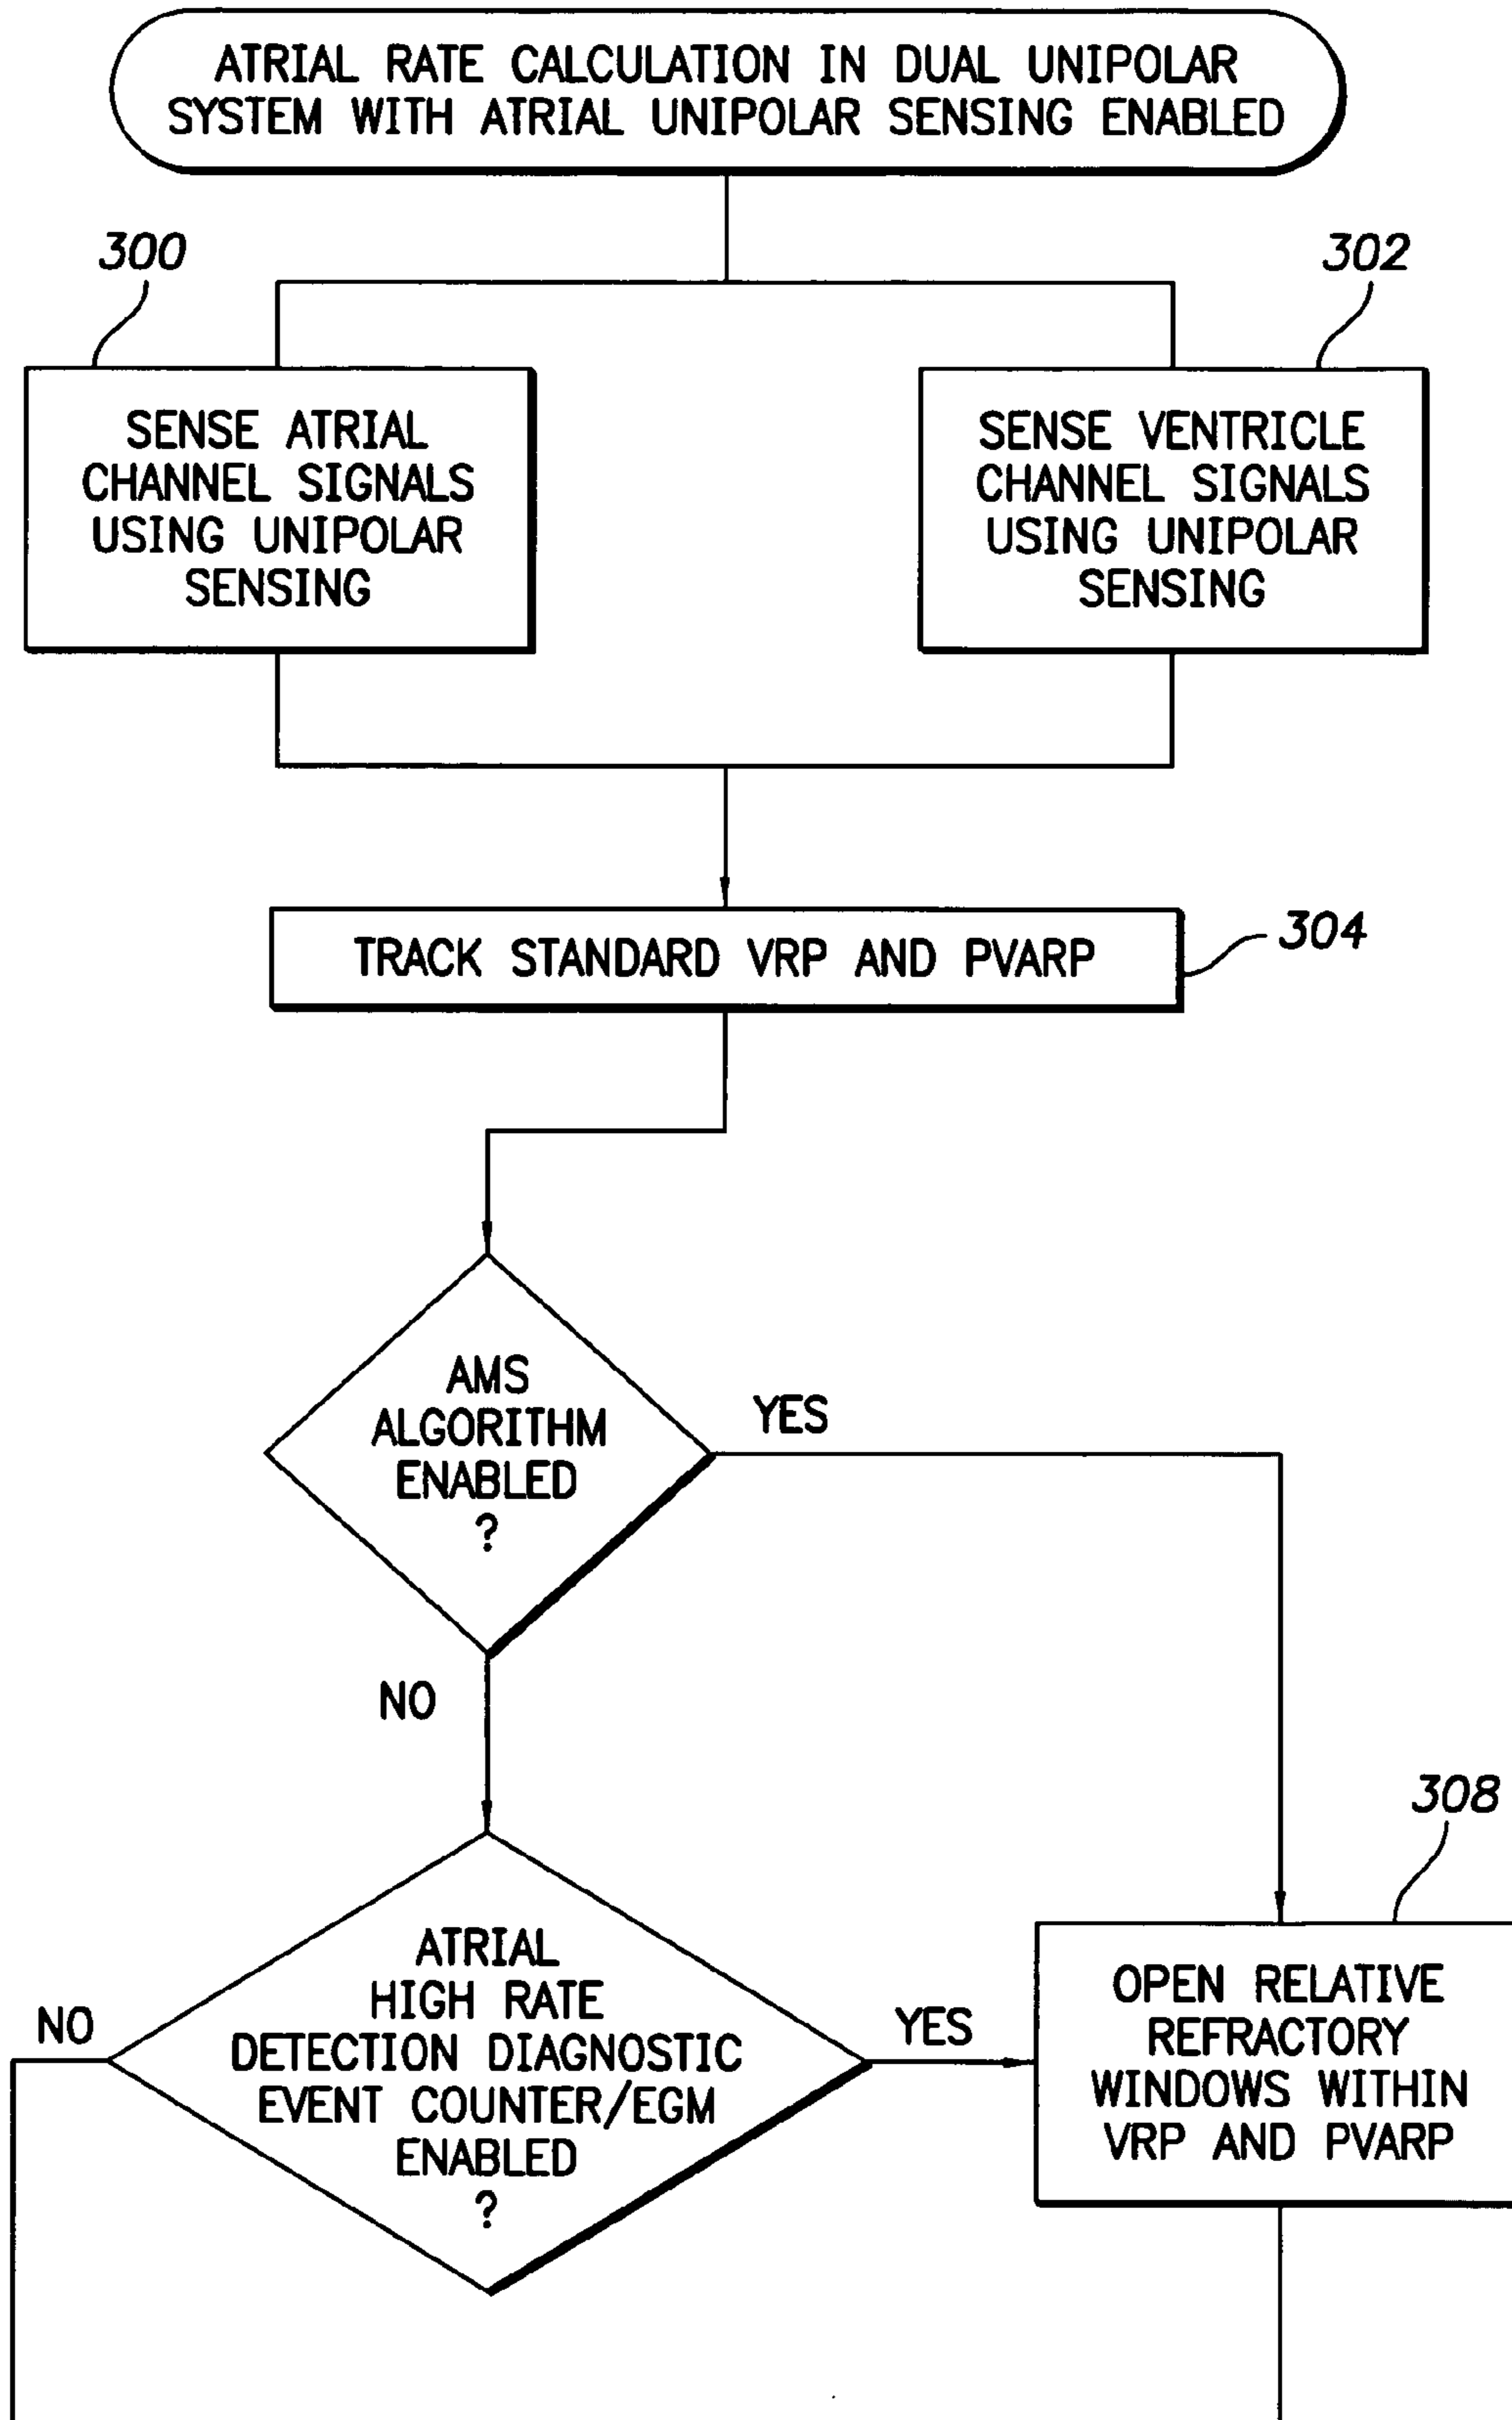 ATRIAL RATE CALCULATION IN DUAL UNIPOLAR
SYSTEM WITH ATRIAL UNIPOLAR SENSING ENABLED
300
302
SENSE ATRIAL
CHANNEL SIGNALS
USING UNIPOLAR
SENSING
SENSE VENTRICLE
CHANNEL SIGNALS
USING UNIPOLAR
SENSING
TRACK STANDARD VRP AND PVARP
304
AMS
ALGORITHM
ENABLED
?
YES
NO
308
ATRIAL
HIGH RATE
DETECTION DIAGNOSTIC
EVENT COUNTER/EGM
ENABLED
?
NO
YES
OPEN RELATIVE
REFRACTORY
WINDOWS WITHIN
VRP AND PVARP